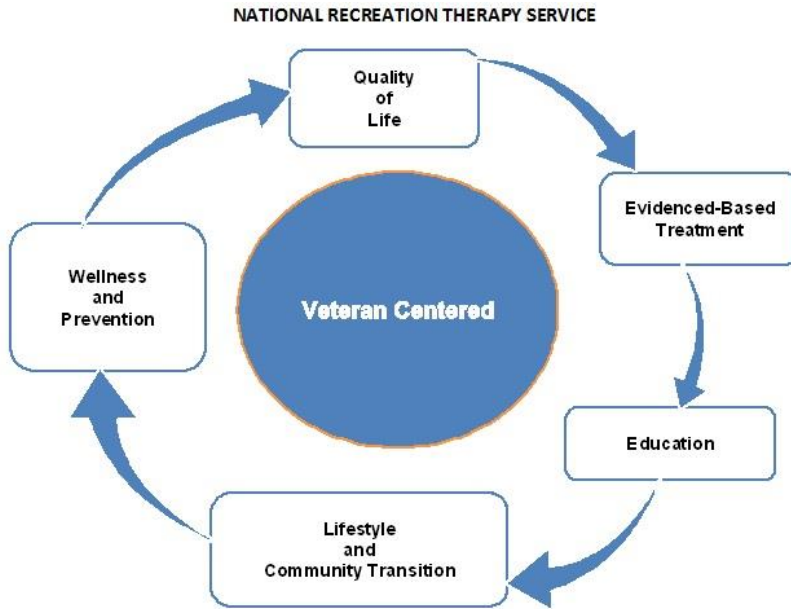 NATIONAL RECREATION THERAPY SERVICE
Quality
of
Life
Evidenced-Based
Treatment
Education
Lifestyle
and
Community Transition
Wellness
and
Prevention
Veteran Centered